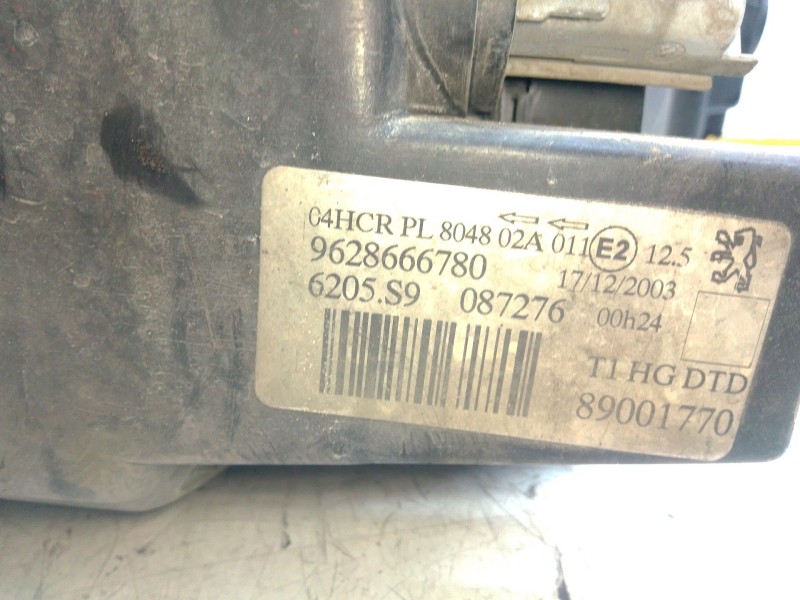 04HCR PL 8048 02A 011 E2 12.5
9628666780 17/12/2003
6205.S9 087276 00h24
T1 HG DTD
89001770